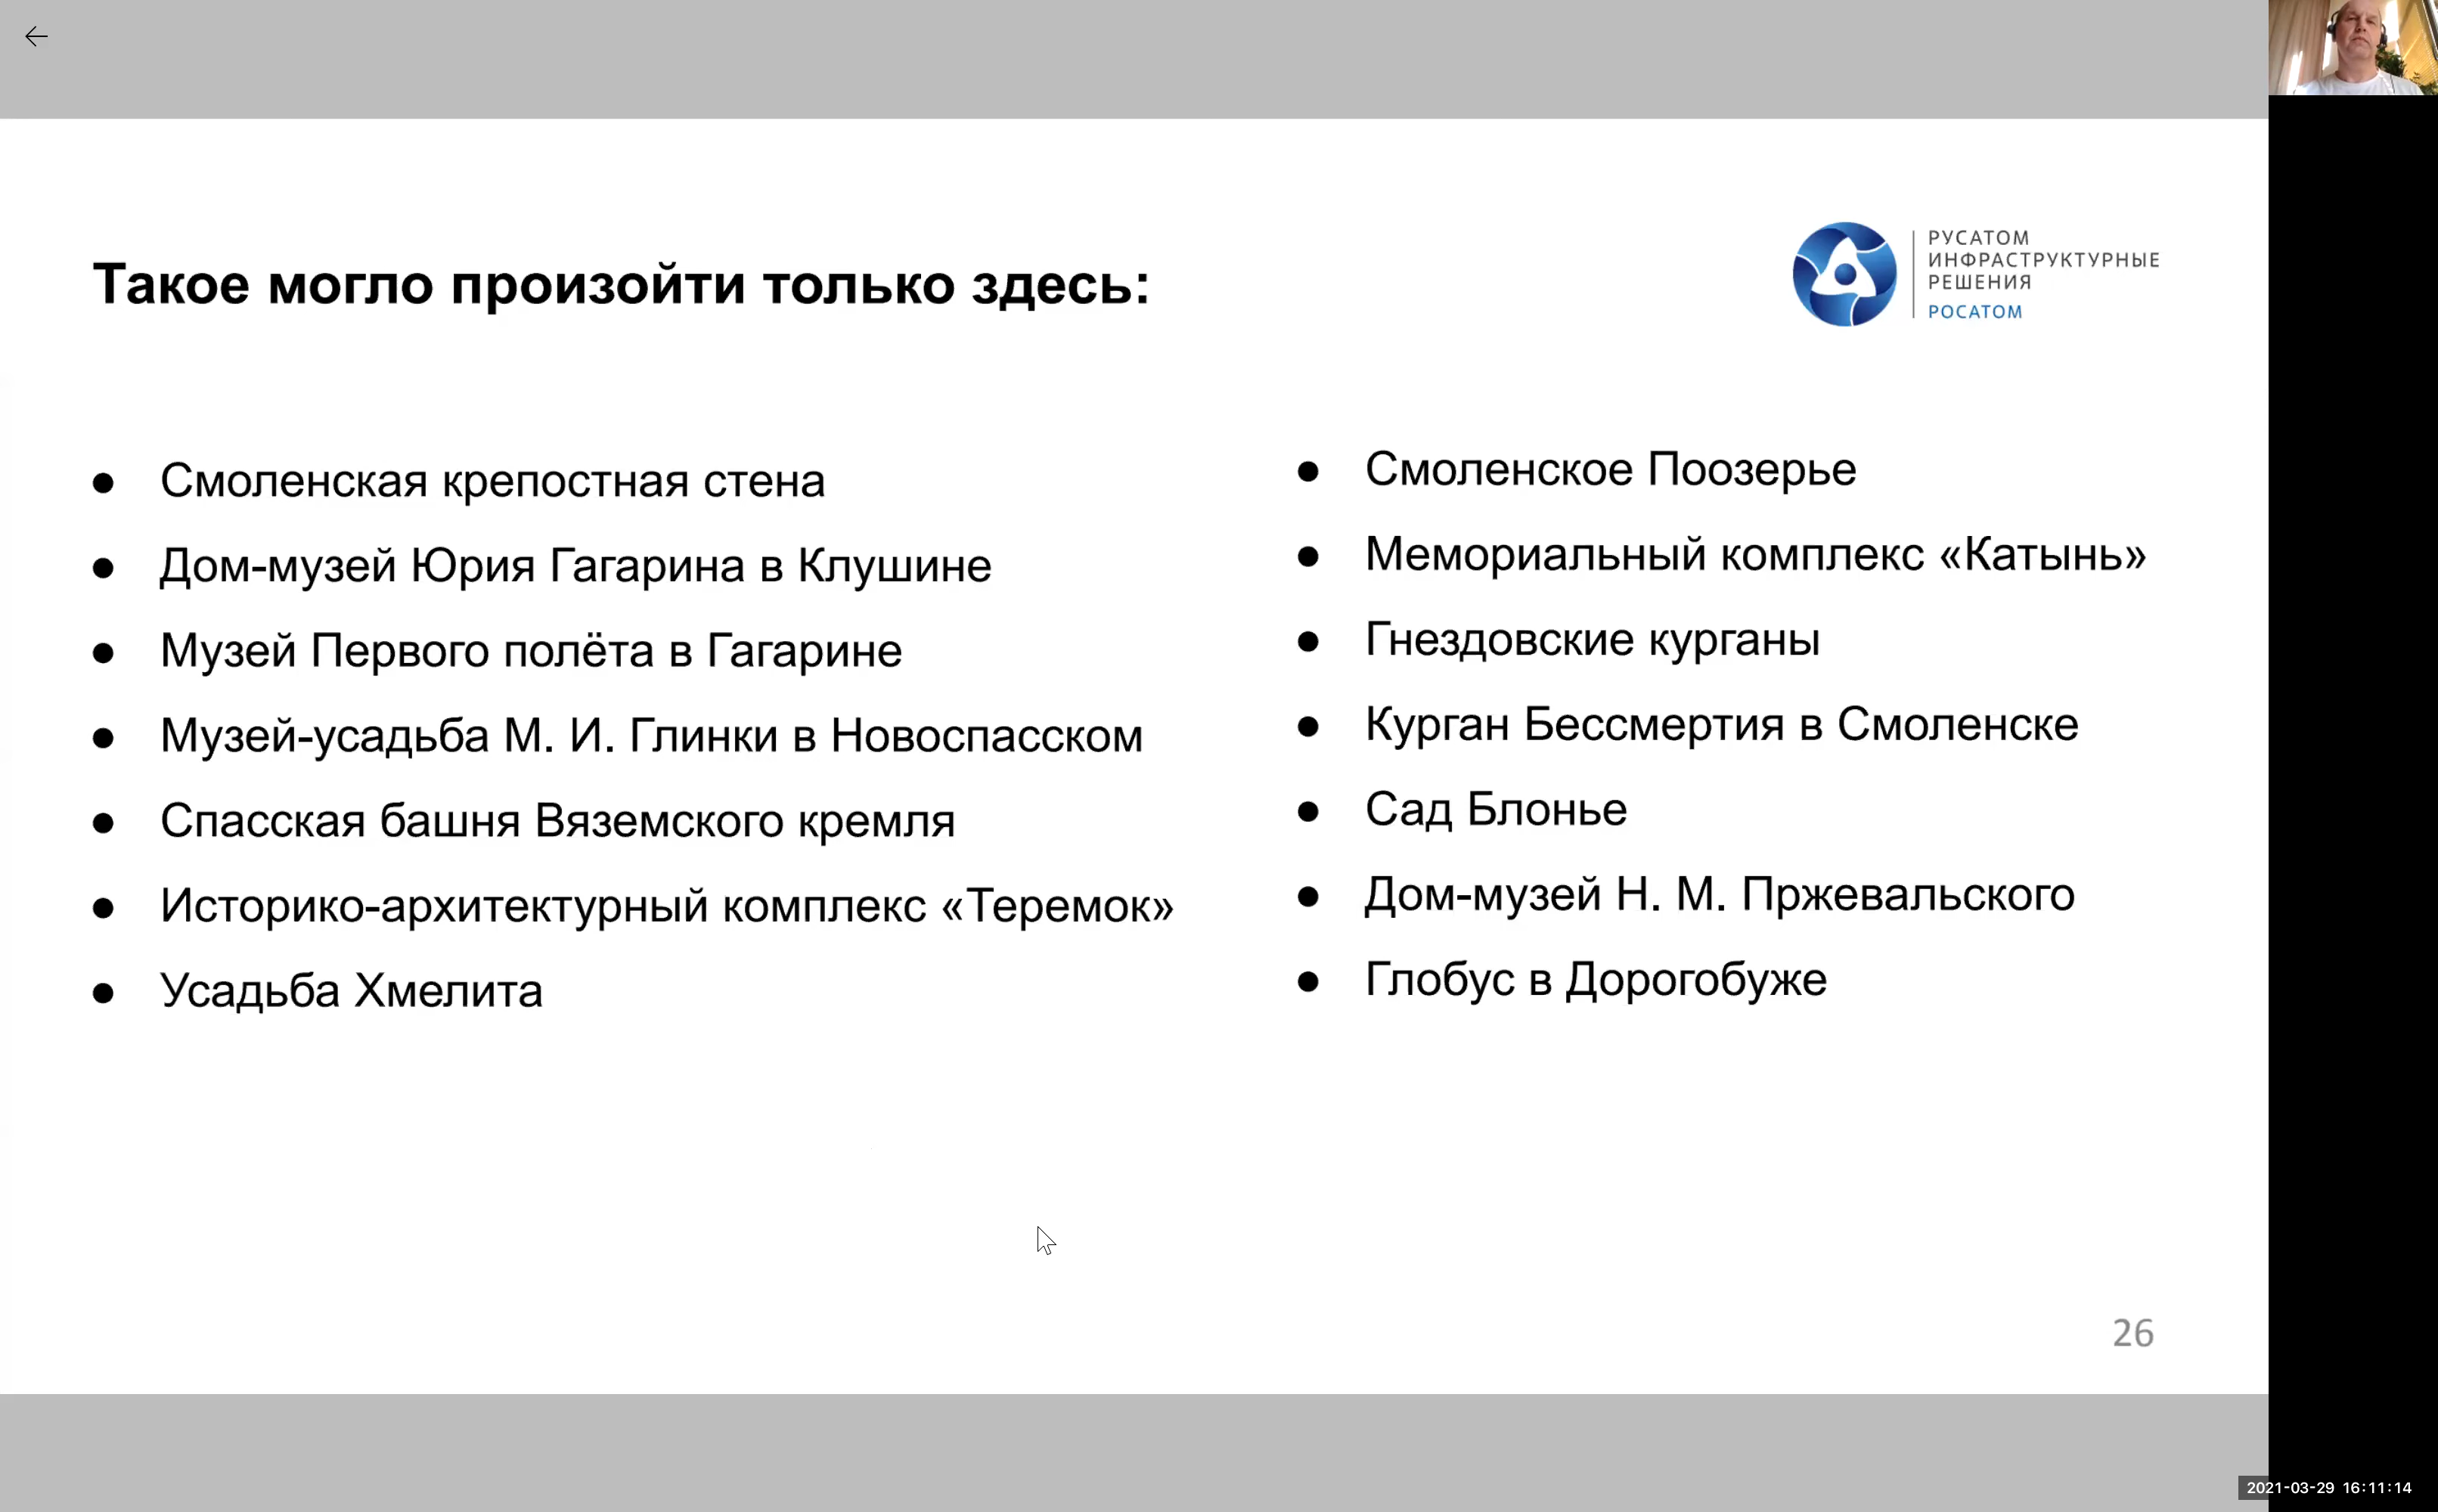 Такое могло произойти только здесь:
РУСАТОМ
ИНФРАСТРУКТУРНЫЕ
РЕШЕНИЯ
РОСАТОМ
Смоленская крепостная стена
Дом-музей Юрия Гагарина в Клушине
Музей Первого полёта в Гагарине
Музей-усадьба М. И. Глинки в Новоспасском
Спасская башня Вяземского кремля
Историко-архитектурный комплекс «Теремок»
Усадьба Хмелита
Смоленское Поозерье
Мемориальный комплекс «Катынь»
Гнездовские курганы
Курган Бессмертия в Смоленске
Сад Блонье
Дом-музей Н. М. Пржевальского
Глобус в Дорогобуже
26
2021-03-29 16:11:14